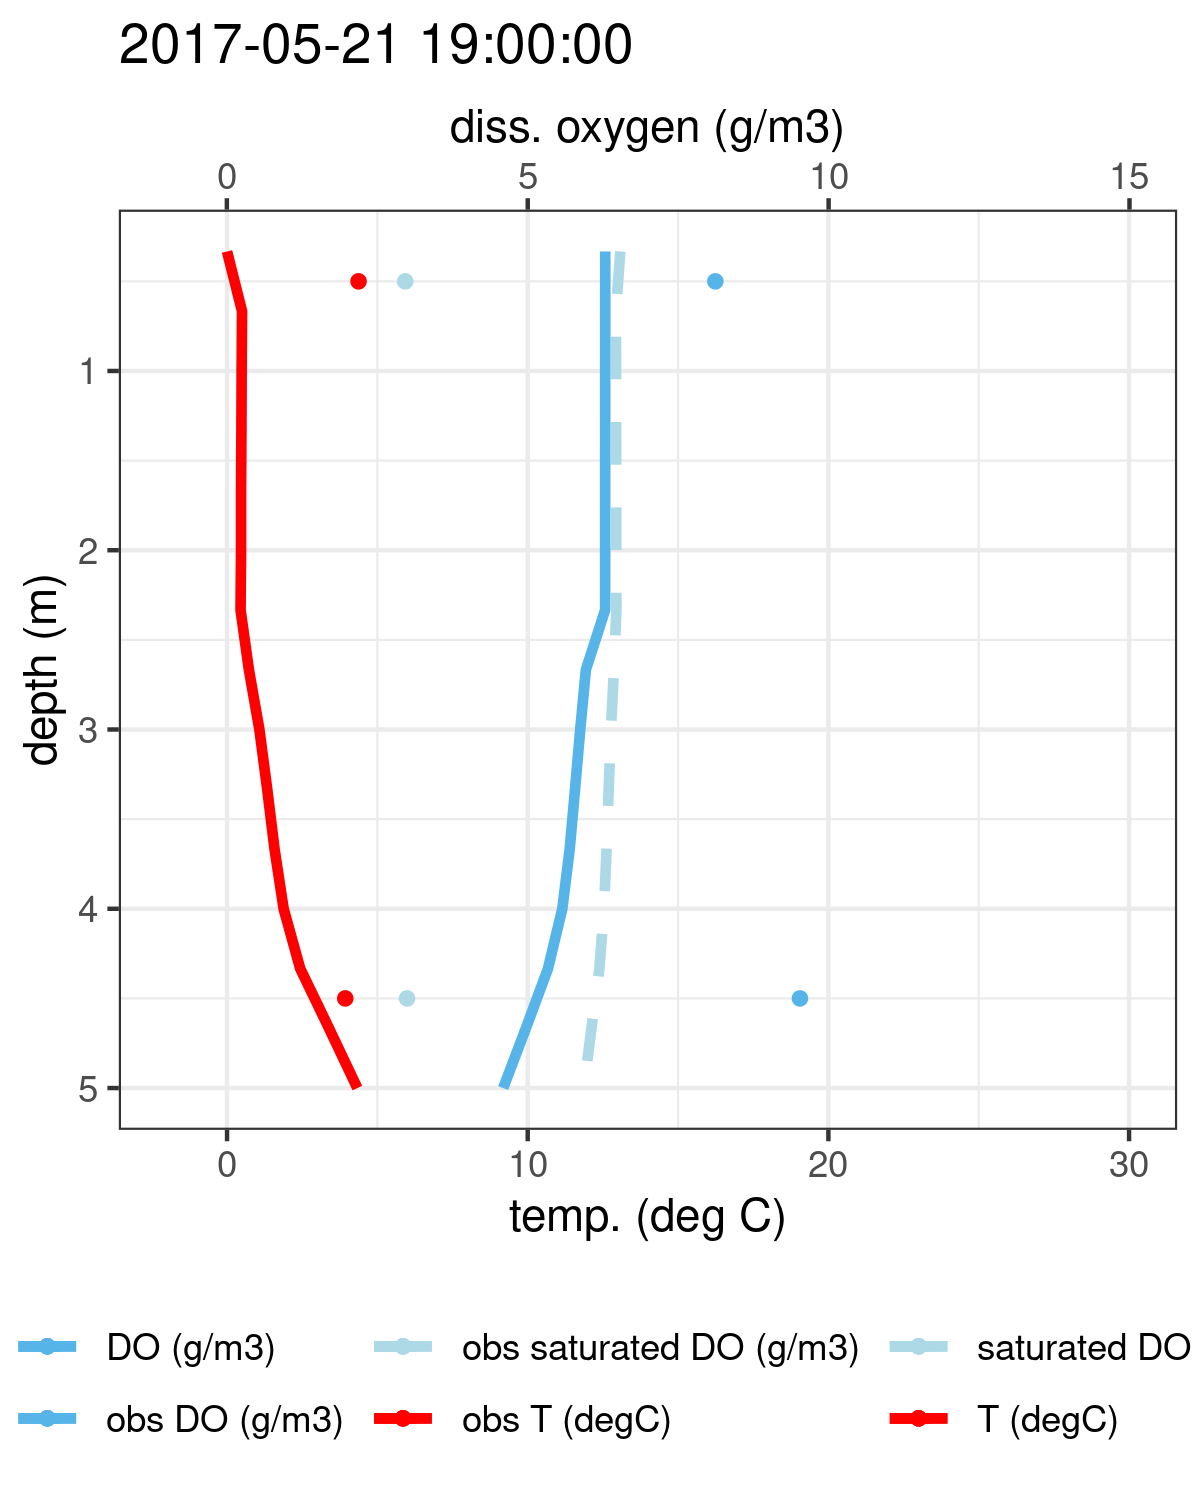 2017-05-21 19:00:00
diss. oxygen (g/m3)
0 5 10 15
1
2
3
4
5
depth (m)
0 10 20 30
temp. (deg C)
DO (g/m3) obs saturated DO (g/m3) saturated DO
obs DO (g/m3) obs T (degC) T (degC)